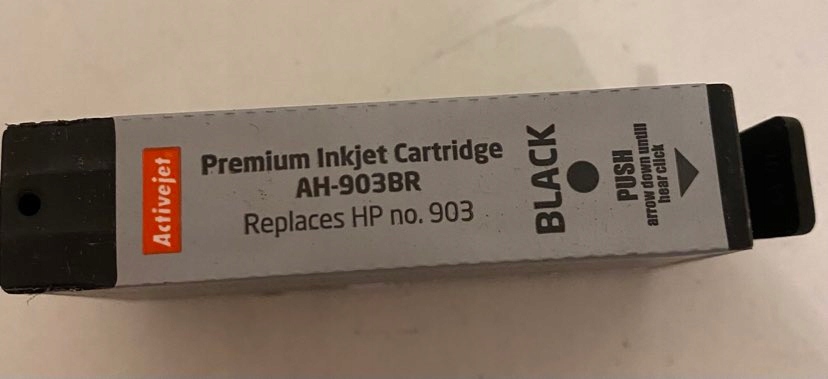 Activejet
Premium Inkjet Cartridge
AH-903BR
Replaces HP no. 903
BLACK
PUSH
arrow down untill
hear click